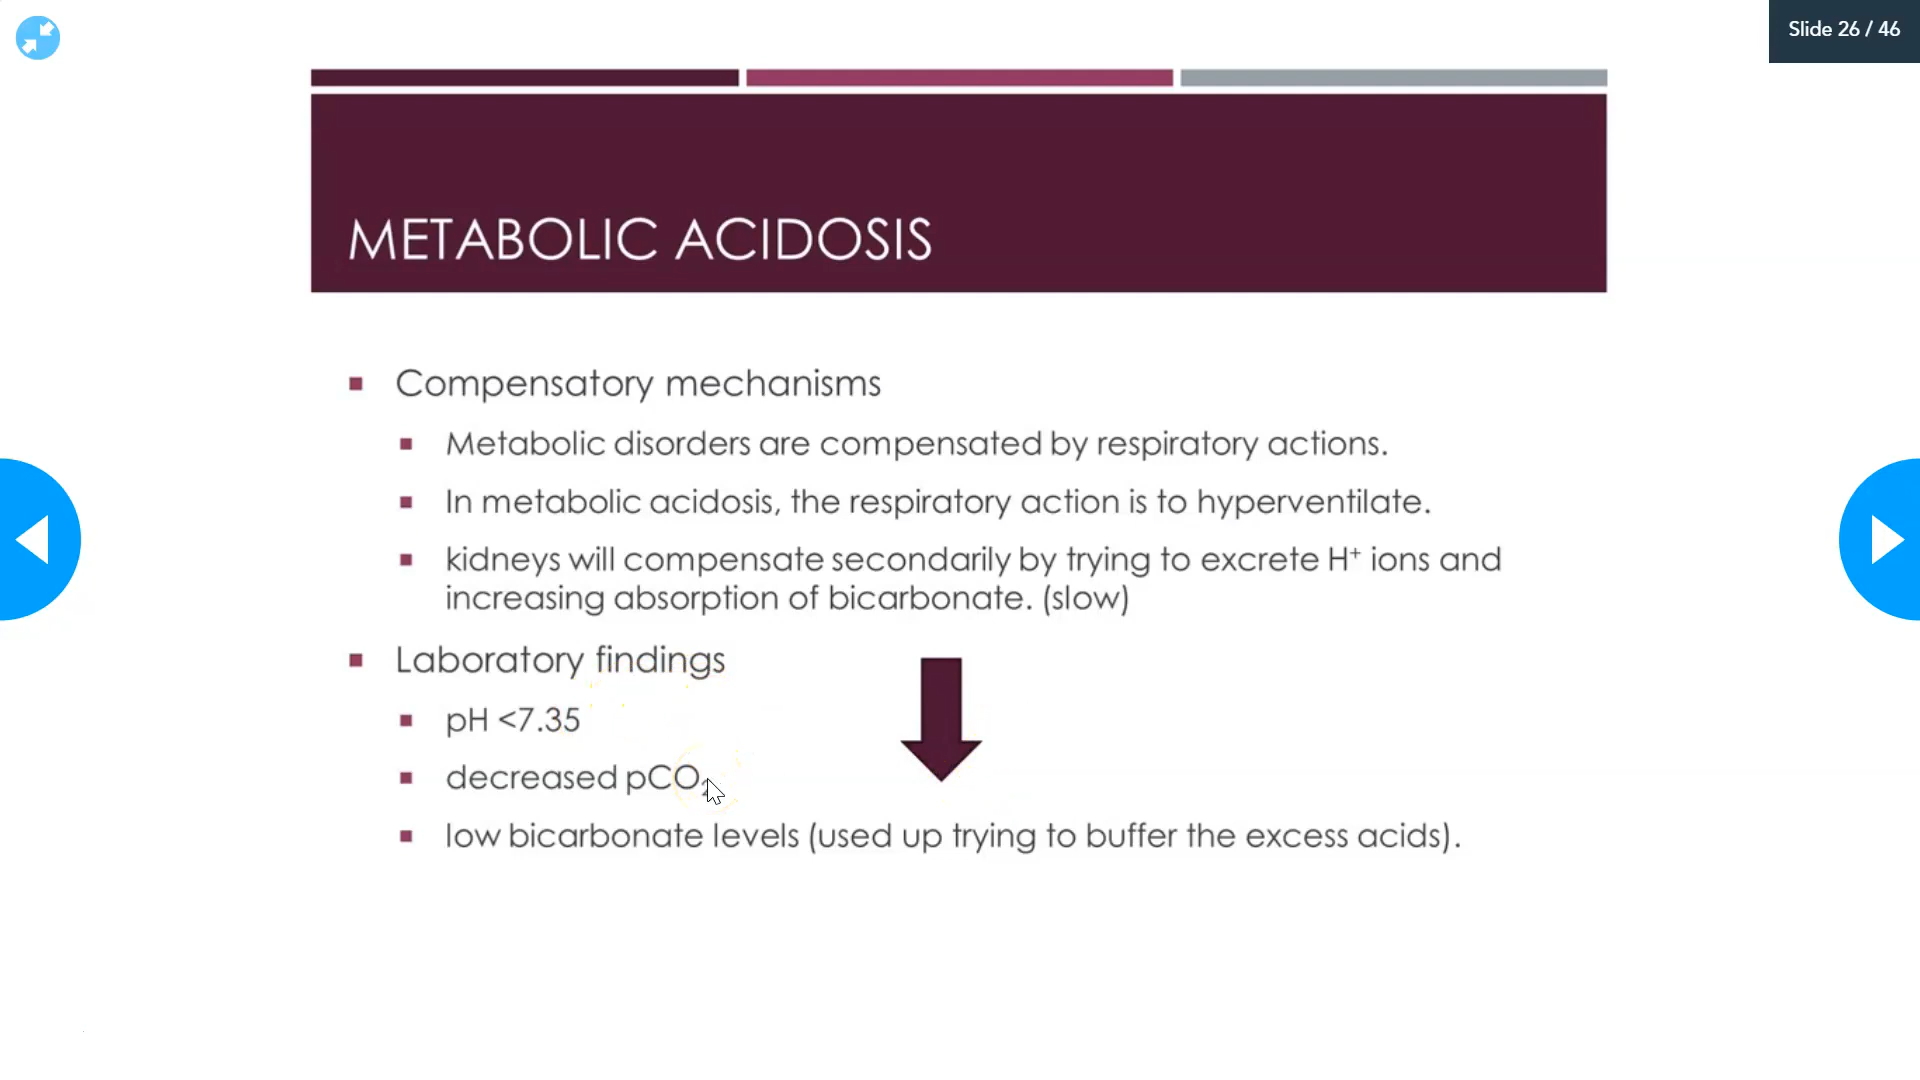 Slide 26 / 46
METABOLIC ACIDOSIS
Compensatory mechanisms
Metabolic disorders are compensated by respiratory actions.
In metabolic acidosis, the respiratory action is to hyperventilate.
kidneys will compensate secondarily by trying to excrete H⁺ ions and
increasing absorption of bicarbonate. (slow)
Laboratory findings
pH <7.35
decreased pCO₂
low bicarbonate levels (used up trying to buffer the excess acids).